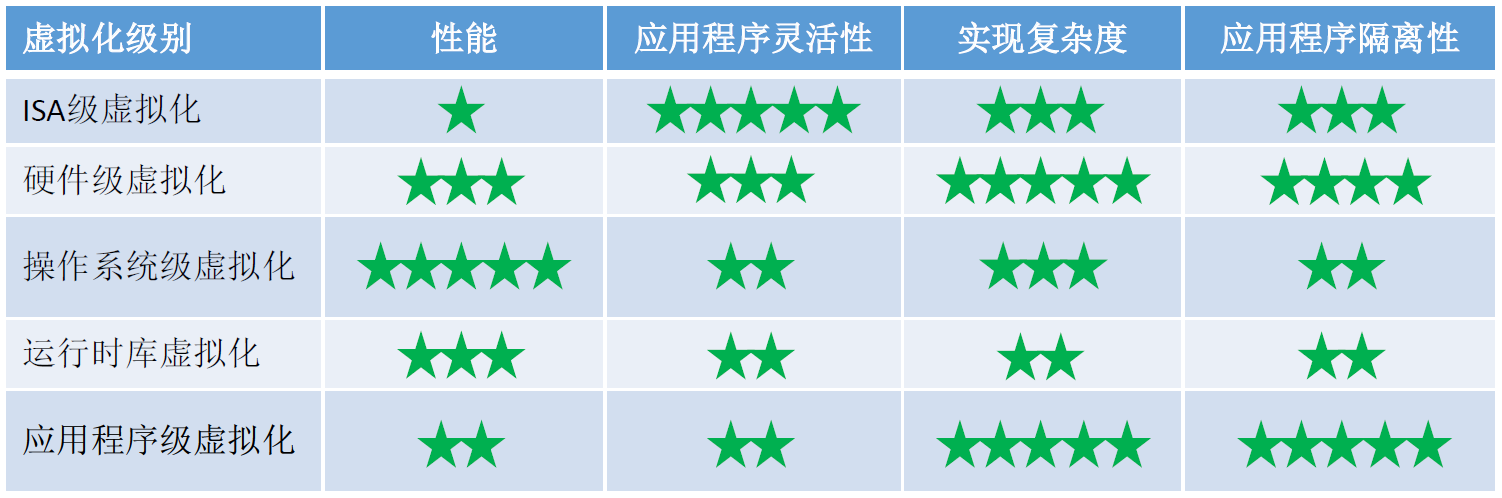 虚拟化级别 性能 应用程序灵活性 实现复杂度 应用程序隔离性
ISA级虚拟化 ★ ★★★★★ ★★★ ★★★
硬件级虚拟化 ★★★ ★★★ ★★★★★ ★★★★
操作系统级虚拟化 ★★★★★ ★★ ★★★ ★★
运行时库虚拟化 ★★★ ★★ ★★ ★★
应用程序级虚拟化 ★★ ★★ ★★★★★ ★★★★★